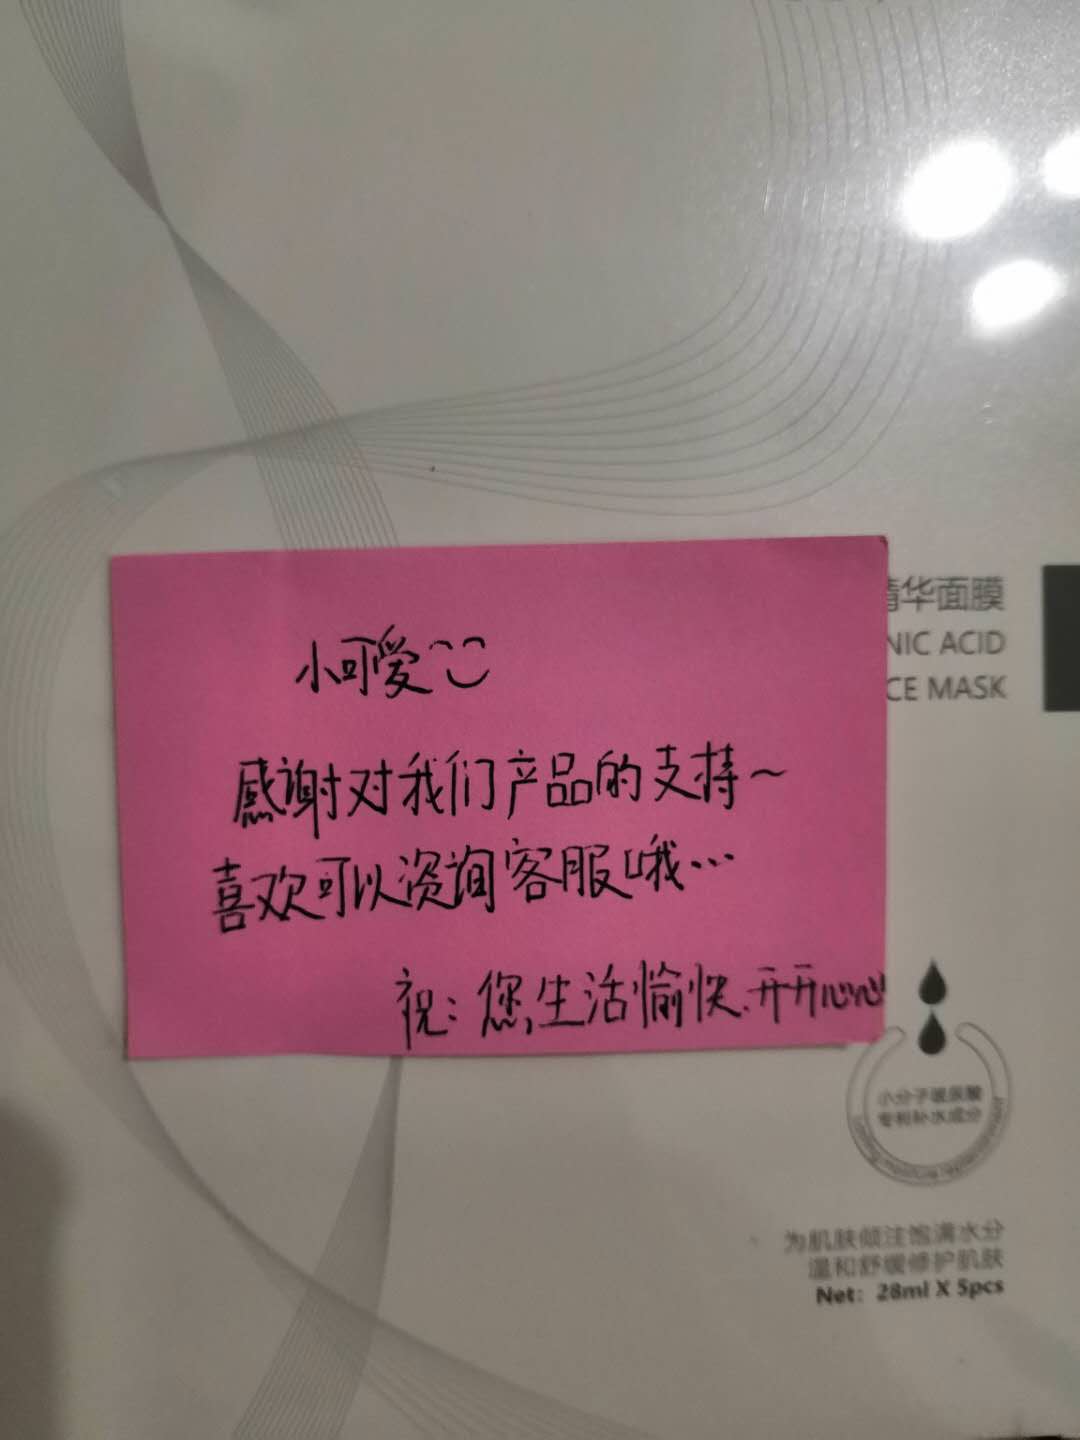 小可爱
感谢对我们产品的支持~
喜欢可以咨询客服哦…
祝:您,生活愉快.开开心心
精华面膜
NIC ACID
CE MASK
小分子玻尿酸
专利补水成分
为肌肤倾注饱满水分
温和舒缓修护肌肤
Net: 28ml X 5pcs